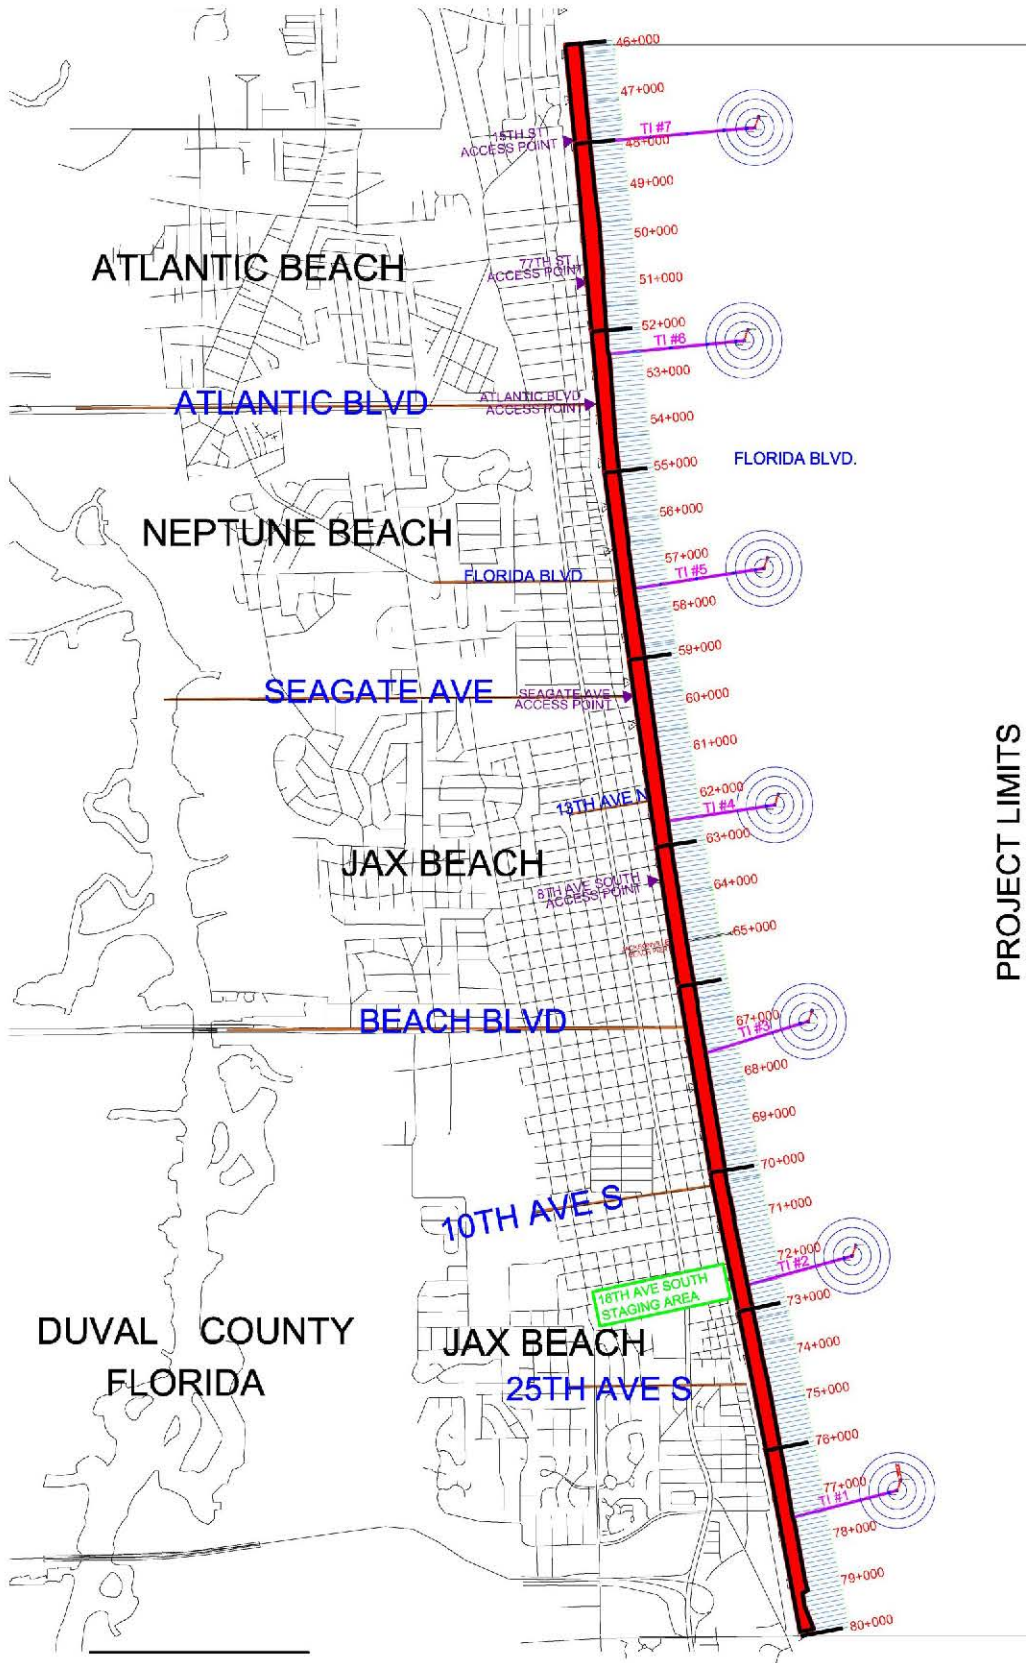 46+000
47+000
TI #7
15TH ST
ACCESS POINT
48+000
49+000
50+000
ATLANTIC BEACH
77TH ST
ACCESS POINT
51+000
52+000
TI #6
53+000
ATLANTIC BLVD
ATLANTIC BLVD
ACCESS POINT
54+000
55+000
FLORIDA BLVD.
56+000
NEPTUNE BEACH
57+000
TI #5
FLORIDA BLVD
58+000
59+000
SEAGATE AVE
SEAGATE AVE
ACCESS POINT
60+000
61+000
62+000
13TH AVE N
TI #4
63+000
PROJECT LIMITS
JAX BEACH
8TH AVE SOUTH
ACCESS POINT
64+000
65+000
BEACH BLVD
67+000
TI #3
68+000
69+000
70+000
10TH AVE S
71+000
72+000
TI #2
16TH AVE SOUTH
STAGING AREA
73+000
DUVAL COUNTY
FLORIDA
JAX BEACH
74+000
25TH AVE S
75+000
76+000
77+000
TI #1
78+000
79+000
80+000